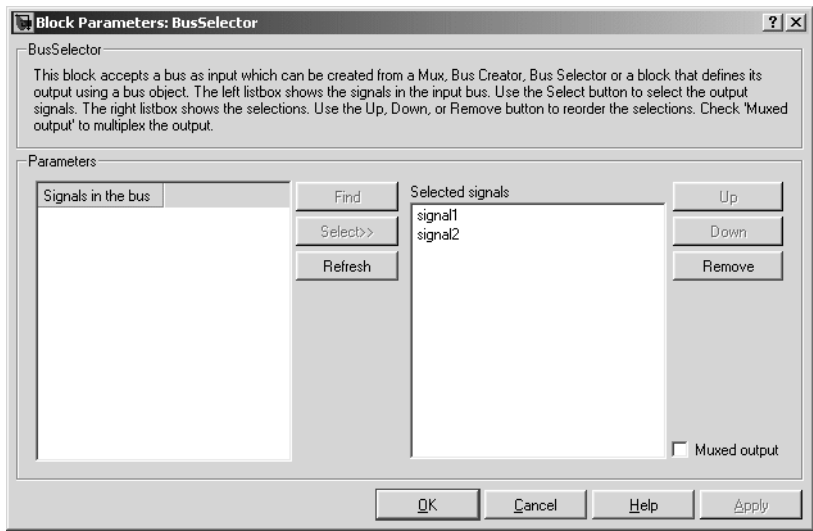 Block Parameters: BusSelector
? X
BusSelector
This block accepts a bus as input which can be created from a Mux, Bus Creator, Bus Selector or a block that defines its
output using a bus object. The left listbox shows the signals in the input bus. Use the Select button to select the output
signals. The right listbox shows the selections. Use the Up, Down, or Remove button to reorder the selections. Check 'Muxed
output' to multiplex the output.
Parameters
Signals in the bus
Find
Select>>
Refresh
Selected signals
signal1
signal2
Up
Down
Remove
Muxed output
OK
Cancel
Help
Apply